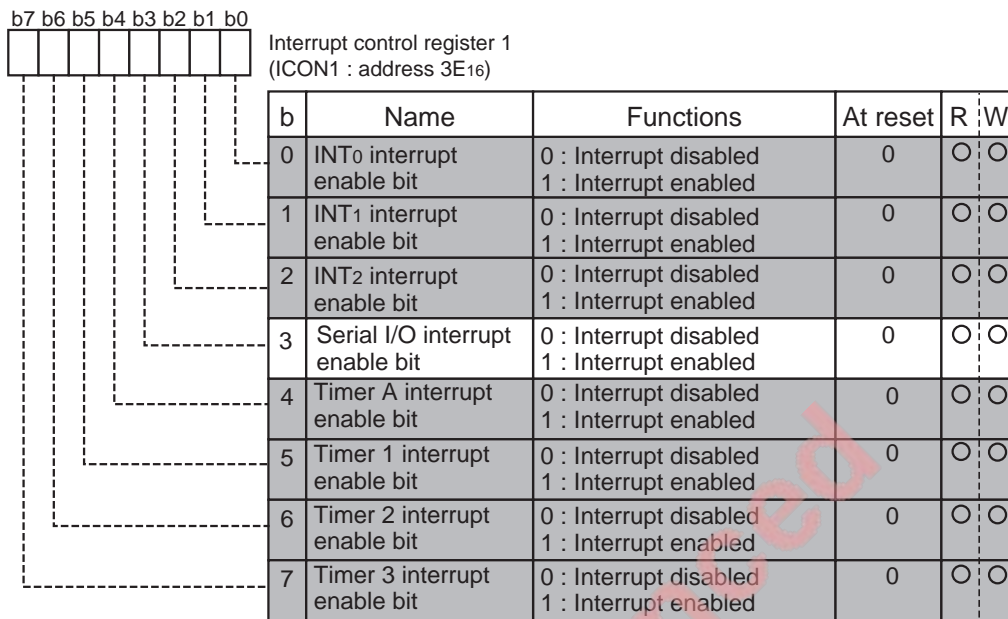 b7 b6 b5 b4 b3 b2 b1 b0
Interrupt control register 1
(ICON1 : address 3E16)
b Name Functions At reset R W
0 INT0 interrupt 0 : Interrupt disabled 0
enable bit 1 : Interrupt enabled
1 INT1 interrupt 0 : Interrupt disabled 0
enable bit 1 : Interrupt enabled
2 INT2 interrupt 0 : Interrupt disabled 0
enable bit 1 : Interrupt enabled
3 Serial I/O interrupt 0 : Interrupt disabled 0
enable bit 1 : Interrupt enabled
4 Timer A interrupt 0 : Interrupt disabled 0
enable bit 1 : Interrupt enabled
5 Timer 1 interrupt 0 : Interrupt disabled 0
enable bit 1 : Interrupt enabled
6 Timer 2 interrupt 0 : Interrupt disabled 0
enable bit 1 : Interrupt enabled
7 Timer 3 interrupt 0 : Interrupt disabled 0
enable bit 1 : Interrupt enabled